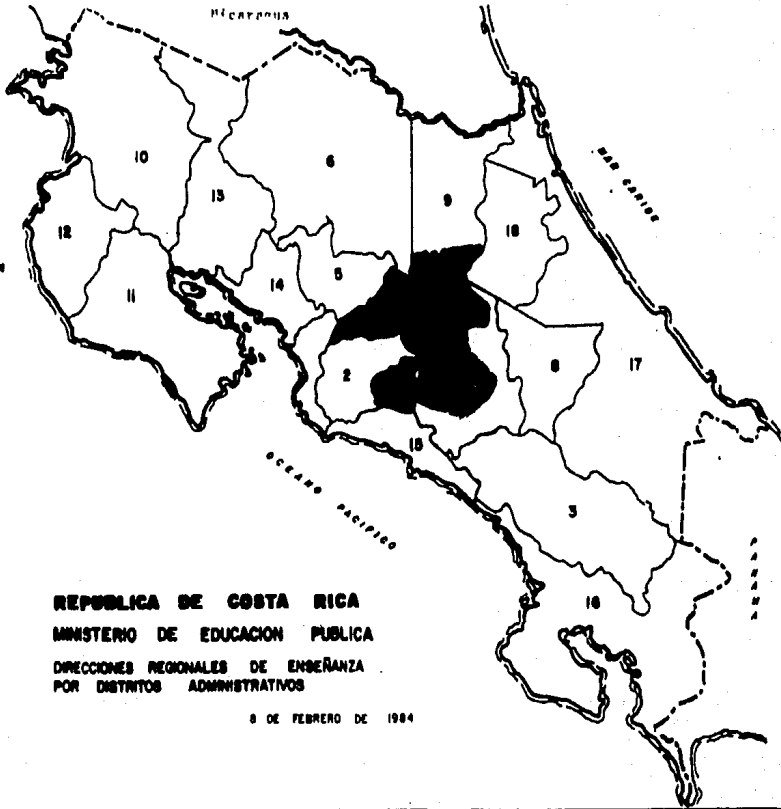 Nicaragua
10
6
13
9
MAR CARIBE
12
18
5
14
11
2
8
17
15
OCEANO PACIFICO
3
PANAMA
16
REPUBLICA DE COSTA RICA
MINISTERIO DE EDUCACION PUBLICA
DIRECCIONES REGIONALES DE ENSEÑANZA
POR DISTRITOS ADMINISTRATIVOS
8 DE FEBRERO DE 1984